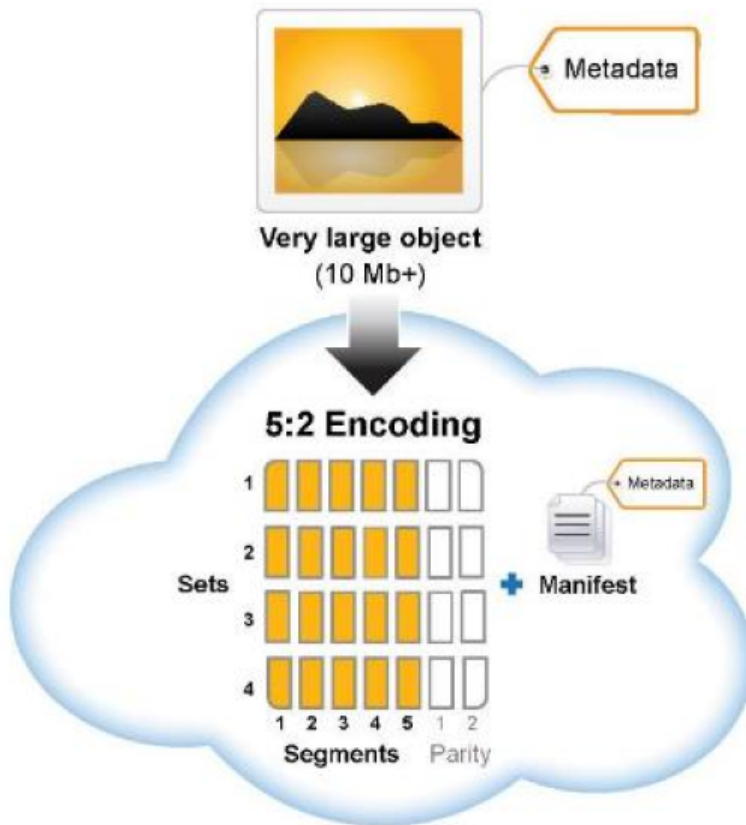 Metadata
Very large object
(10 Mb+)
5:2 Encoding
1
Metadata
2
Sets
Manifest
3
4
1 2 3 4 5 1 2
Segments Parity